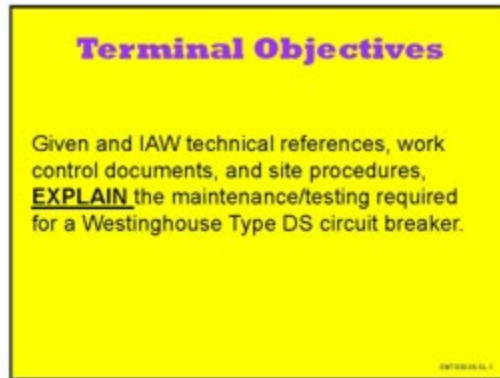 Terminal Objectives
Given and IAW technical references, work
control documents, and site procedures,
EXPLAIN the maintenance/testing required
for a Westinghouse Type DS circuit breaker.